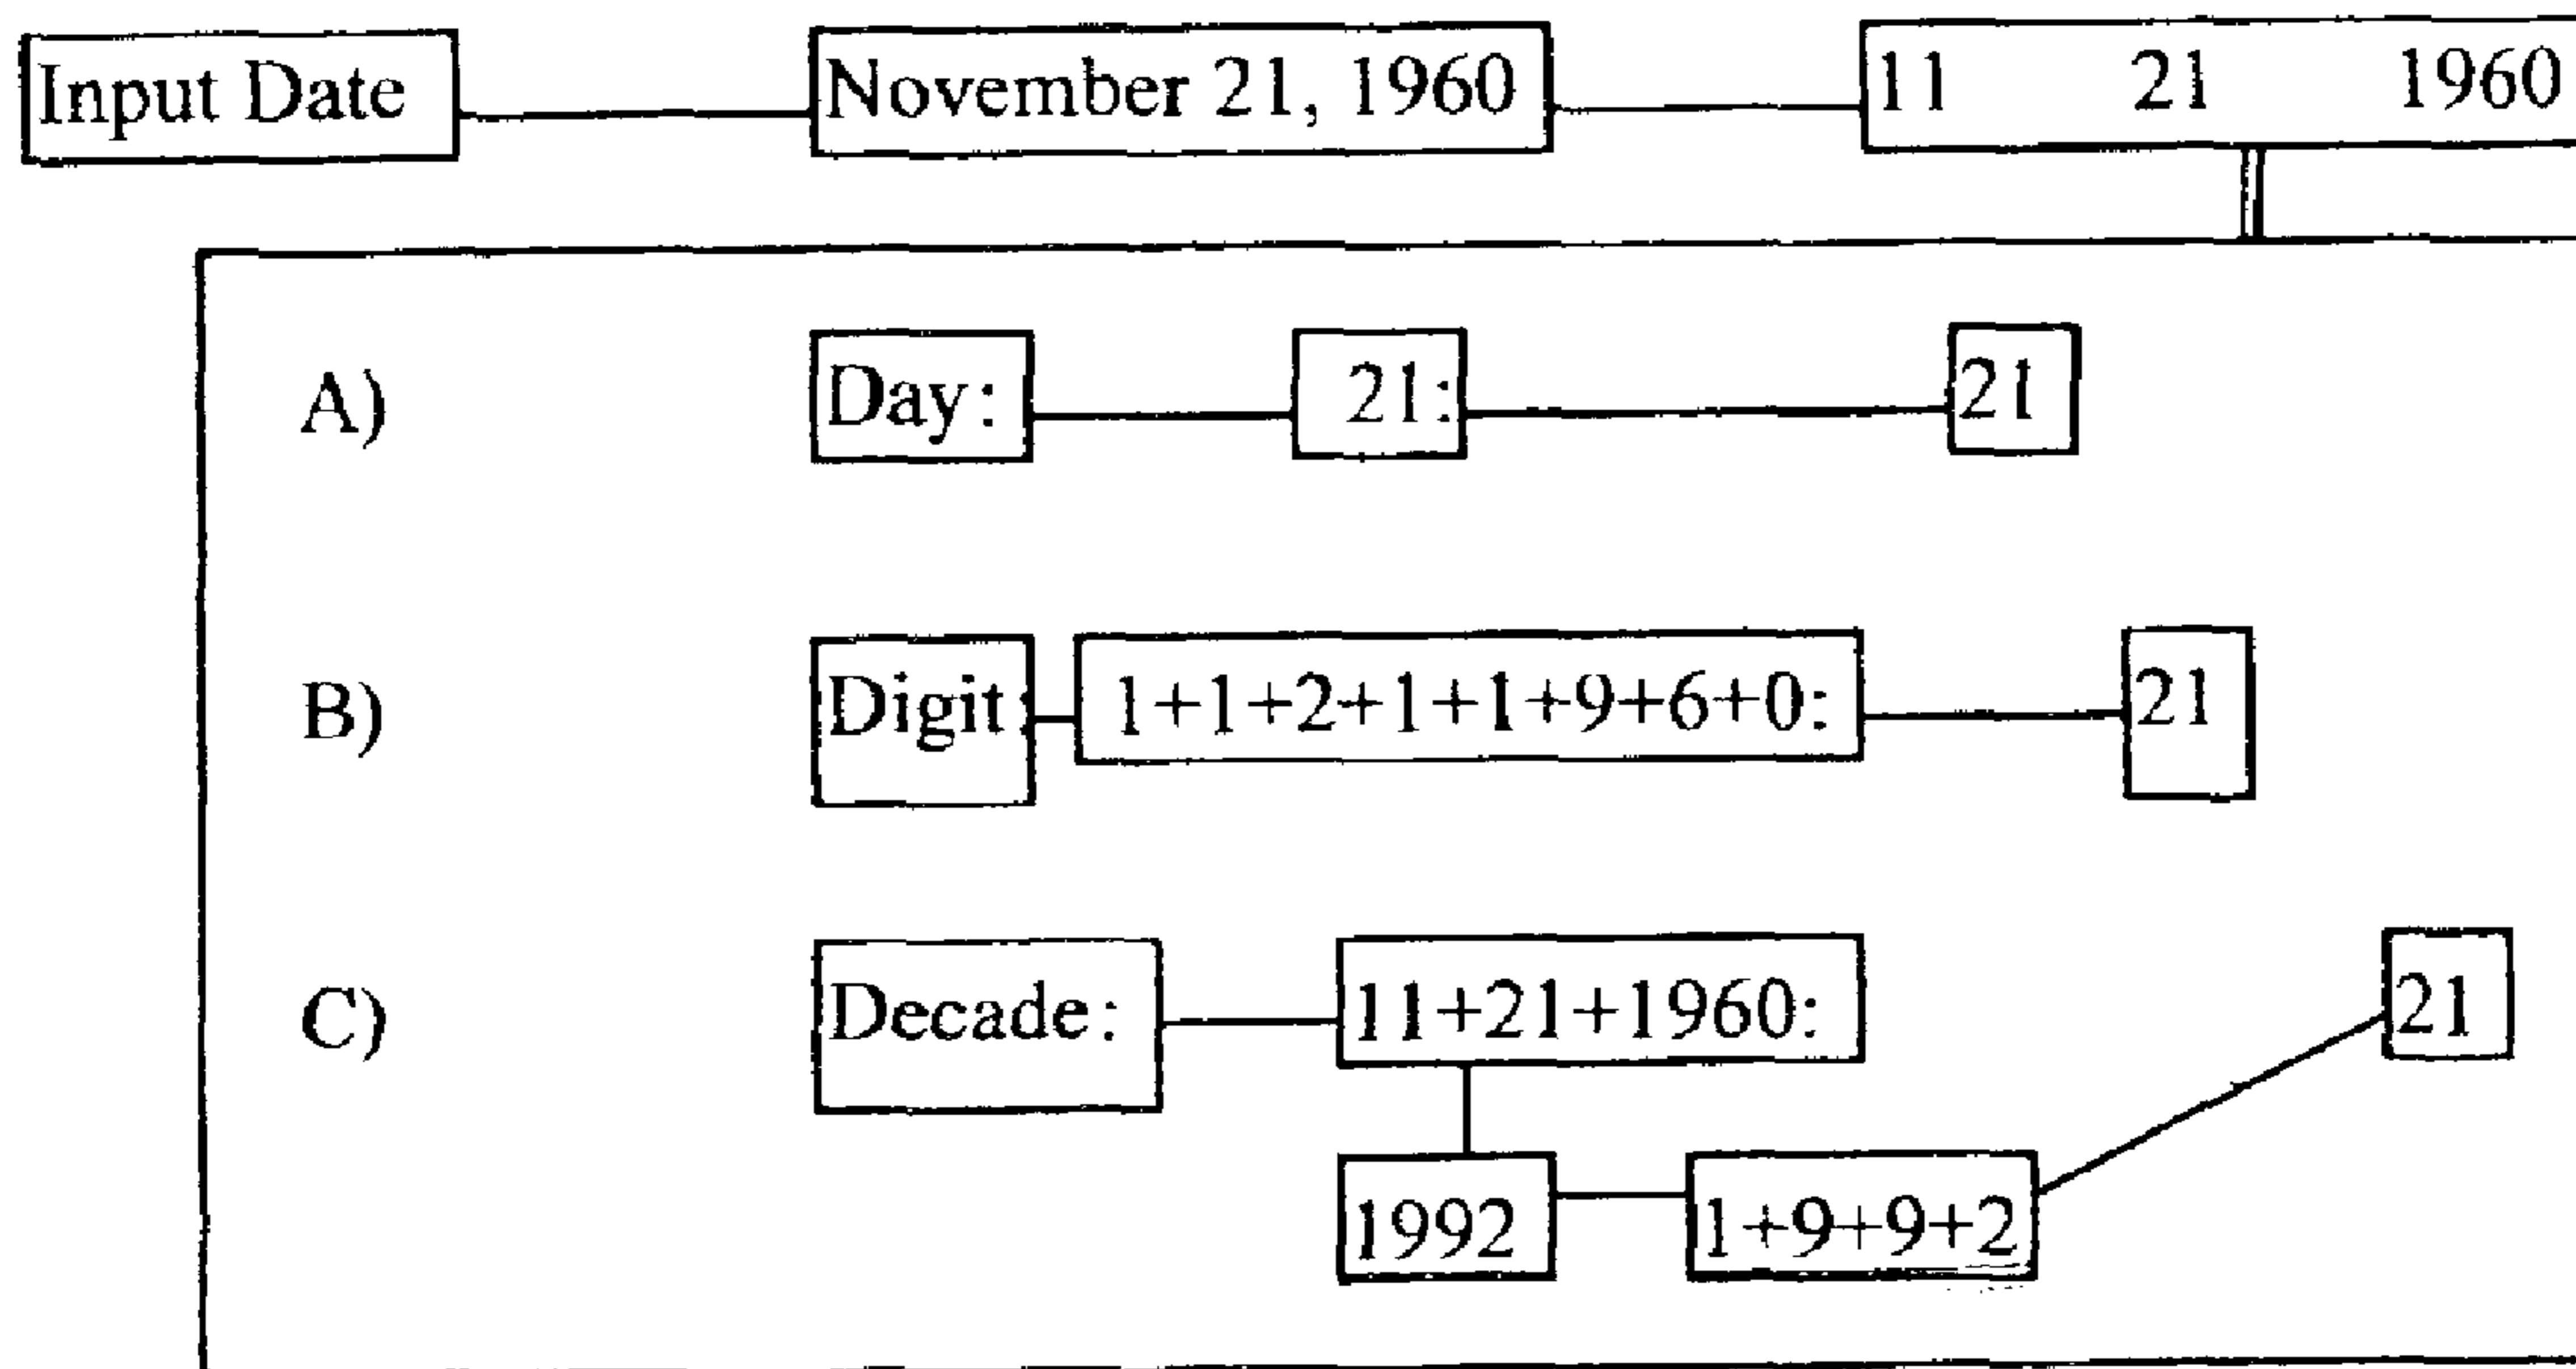 Input Date November 21, 1960 11 21 1960
A) Day: 21: 21
B) Digit: 1+1+2+1+1+9+6+0: 21
C) Decade: 11+21+1960: 21
1992 1+9+9+2